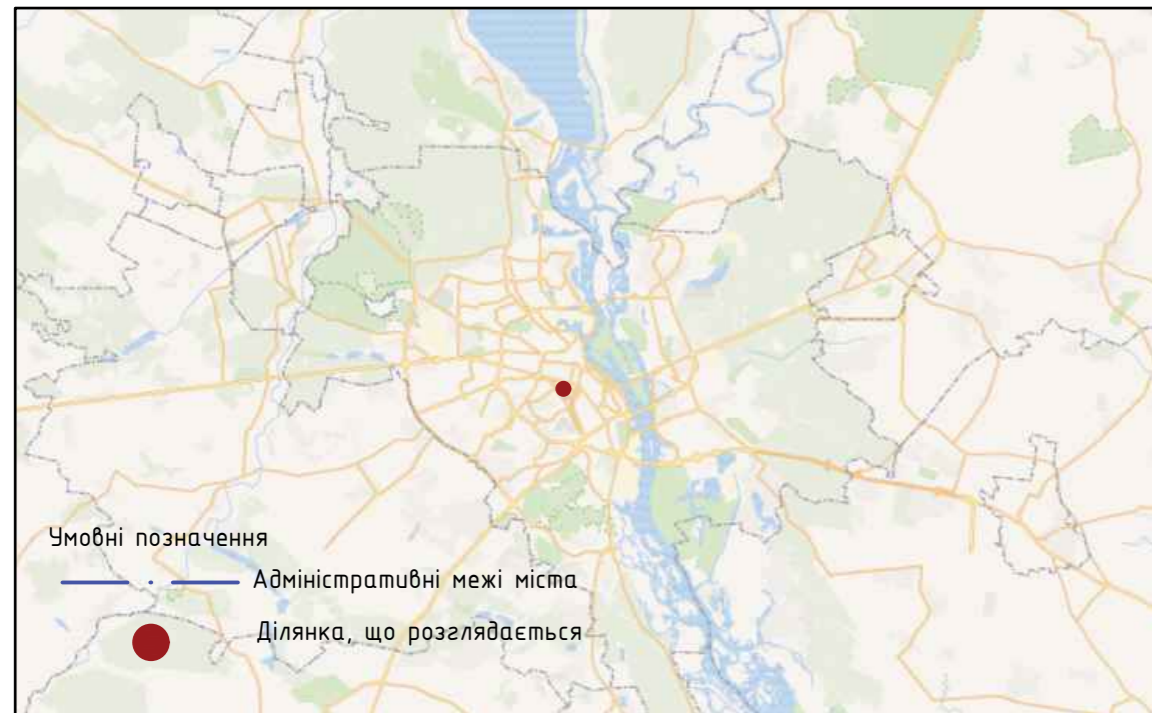 Умовні позначення
Адміністративні межі міста
Ділянка, що розглядається